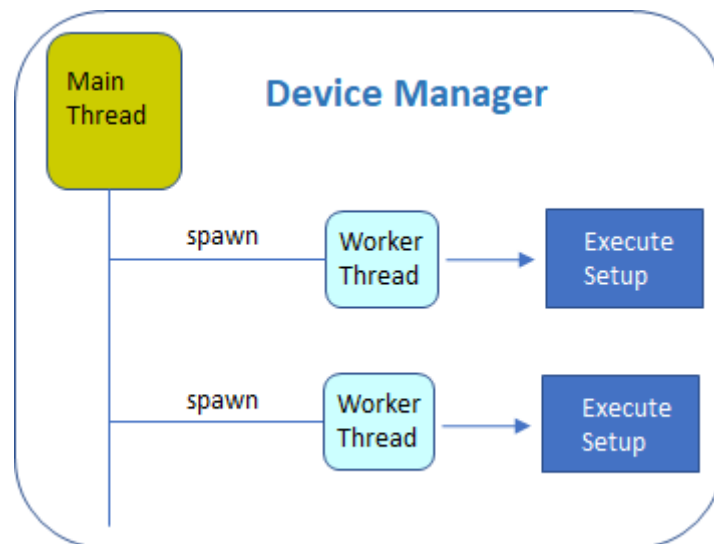 Main
Thread
Device Manager
spawn
Worker
Thread
Execute
Setup
spawn
Worker
Thread
Execute
Setup